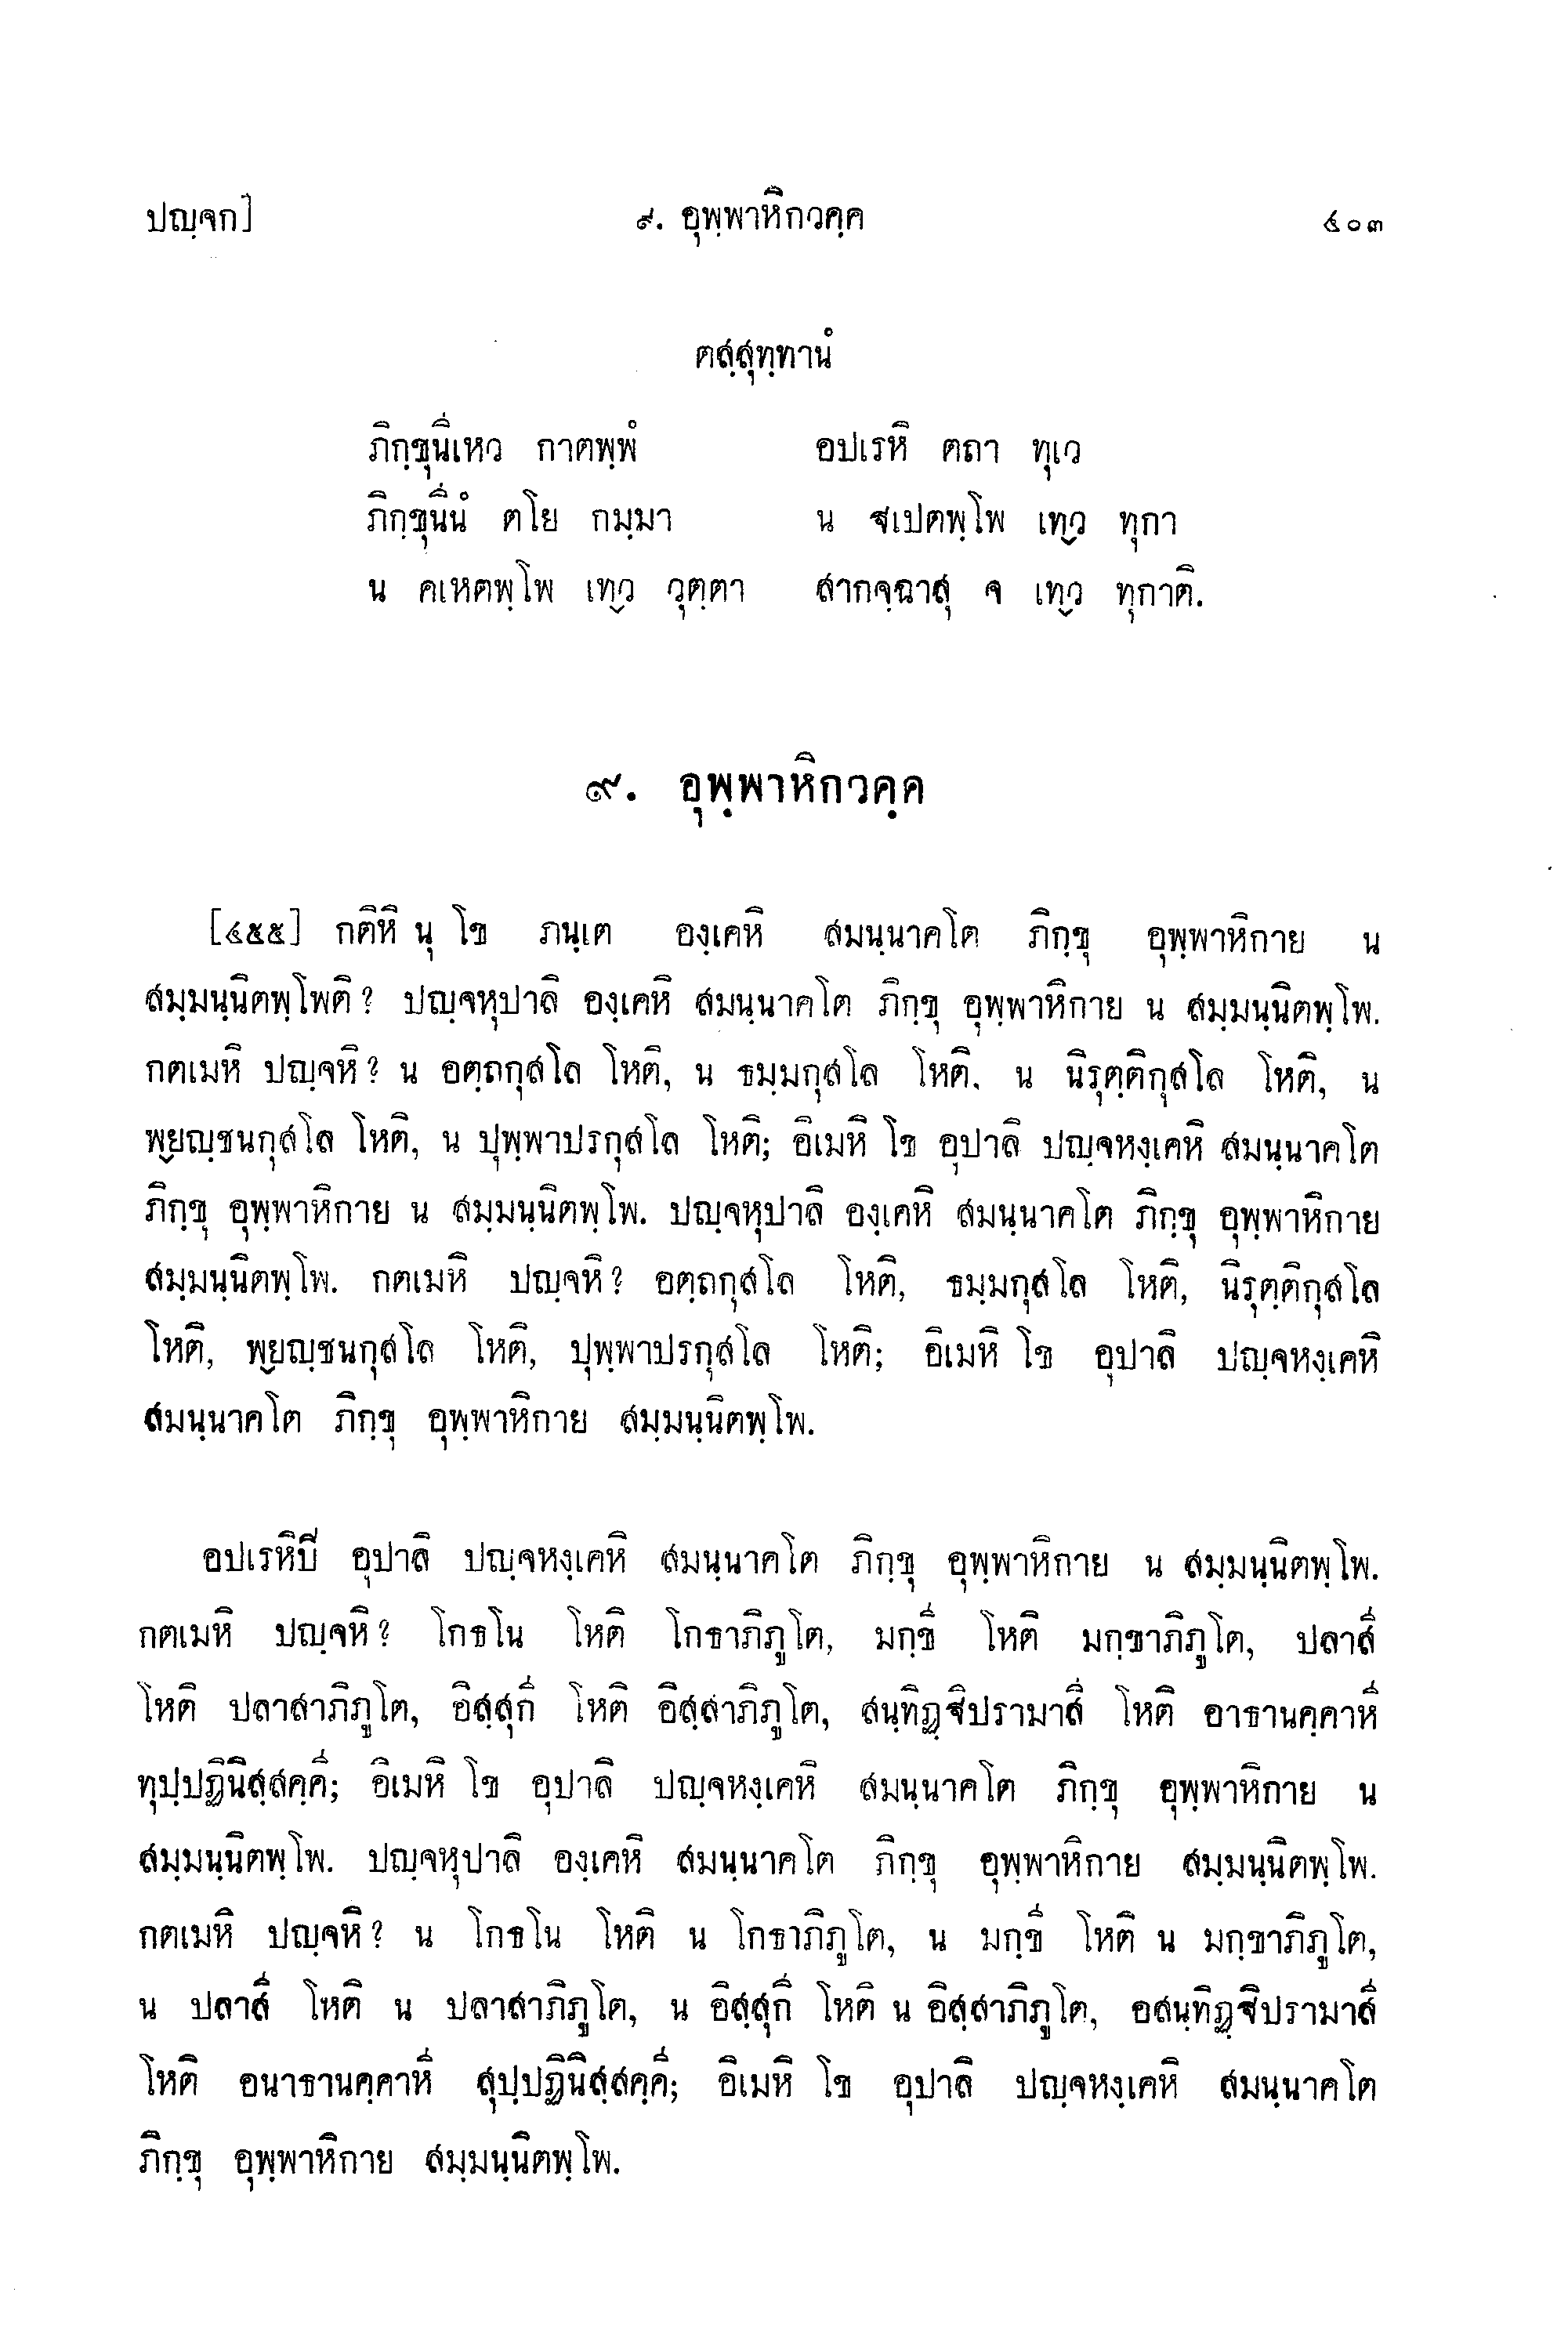 ปญฺจก]
๙. อุพฺพาหิกวคฺค
๕๐๓
ตสฺสุทฺทานํ
ภิกฺขุนีเหว กาตพฺพํ อปเรหิ ตถา ทุเว
ภิกฺขุนีนํ ตโย กมฺมา น ฐเปตพฺโพ เทฺว ทุกา
น คเหตพฺโพ เทฺว วุตฺตา สากจฺฉาสุ จ เทฺว ทุกาติ.
๙. อุพฺพาหิกวคฺค
[๔๕๕] กติหิ นุ โข ภนฺเต องฺเคหิ สมนฺนาคโต ภิกฺขุ อุพฺพาหิกาย น
สมฺมนฺนิตพฺโพติ? ปญฺจหุปาลิ องฺเคหิ สมนฺนาคโต ภิกฺขุ อุพฺพาหิกาย น สมฺมนฺนิตพฺโพ.
กตเมหิ ปญฺจหิ? น อตฺถกุสโล โหติ, น ธมฺมกุสโล โหติ. น นิรุตฺติกุสโล โหติ, น
พฺยญฺชนกุสโล โหติ, น ปุพฺพาปรกุสโล โหติ; อิเมหิ โข อุปาลิ ปญฺจหงฺเคหิ สมนฺนาคโต
ภิกฺขุ อุพฺพาหิกาย น สมฺมนฺนิตพฺโพ. ปญฺจหุปาลิ องฺเคหิ สมนฺนาคโต ภิกฺขุ อุพฺพาหิกาย
สมฺมนฺนิตพฺโพ. กตเมหิ ปญฺจหิ? อตฺถกุสโล โหติ, ธมฺมกุสโล โหติ, นิรุตฺติกุสโล
โหติ, พฺยญฺชนกุสโล โหติ, ปุพฺพาปรกุสโล โหติ; อิเมหิ โข อุปาลิ ปญฺจหงฺเคหิ
สมนฺนาคโต ภิกฺขุ อุพฺพาหิกาย สมฺมนฺนิตพฺโพ.
อปเรหิปิ อุปาลิ ปญฺจหงฺเคหิ สมนฺนาคโต ภิกฺขุ อุพฺพาหิกาย น สมฺมนฺนิตพฺโพ.
กตเมหิ ปญฺจหิ? โกธโน โหติ โกธาภิภูโต, มกฺขี โหติ มกฺขาภิภูโต, ปลาสี
โหติ ปลาสาภิภูโต, อิสฺสุกี โหติ อิสฺสาภิภูโต, สนฺทิฏฺฐิปรามาสี โหติ อาธานคฺคาหี
ทุปฺปฏินิสฺสคฺคี; อิเมหิ โข อุปาลิ ปญฺจหงฺเคหิ สมนฺนาคโต ภิกฺขุ อุพฺพาหิกาย น
สมฺมนฺนิตพฺโพ. ปญฺจหุปาลิ องฺเคหิ สมนฺนาคโต ภิกฺขุ อุพฺพาหิกาย สมฺมนฺนิตพฺโพ.
กตเมหิ ปญฺจหิ? น โกธโน โหติ น โกธาภิภูโต, น มกฺขี โหติ น มกฺขาภิภูโต,
น ปลาสี โหติ น ปลาสาภิภูโต, น อิสฺสุกี โหติ น อิสฺสาภิภูโต, อสนฺทิฏฺฐิปรามาสี
โหติ อนาธานคฺคาหี สุปฺปฏินิสฺสคฺคี; อิเมหิ โข อุปาลิ ปญฺจหงฺเคหิ สมนฺนาคโต
ภิกฺขุ อุพฺพาหิกาย สมฺมนฺนิตพฺโพ.